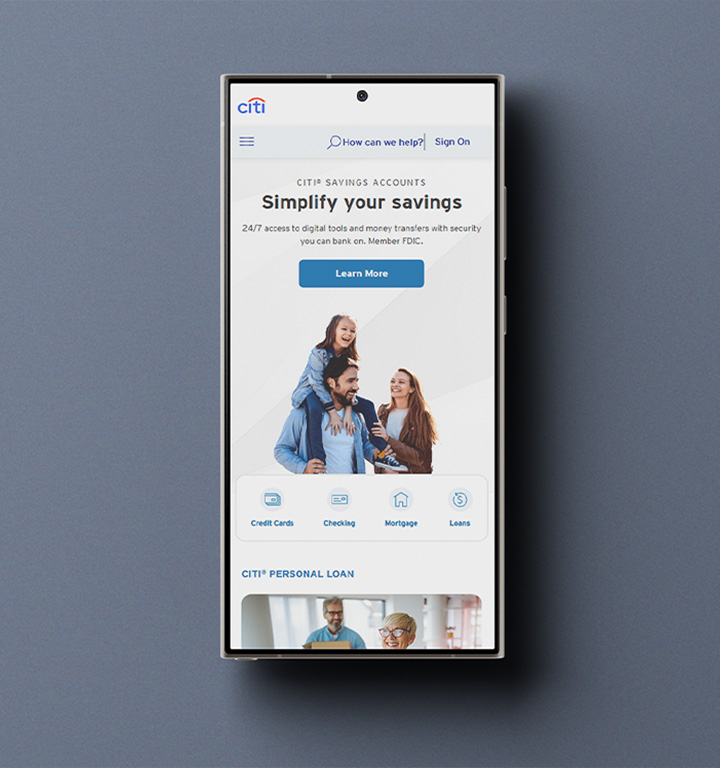 citi
How can we help? Sign On
CITI® SAVINGS ACCOUNTS
Simplify your savings
24/7 access to digital tools and money transfers with security
you can bank on. Member FDIC.
Learn More
Credit Cards Checking Mortgage Loans
CITI® PERSONAL LOAN